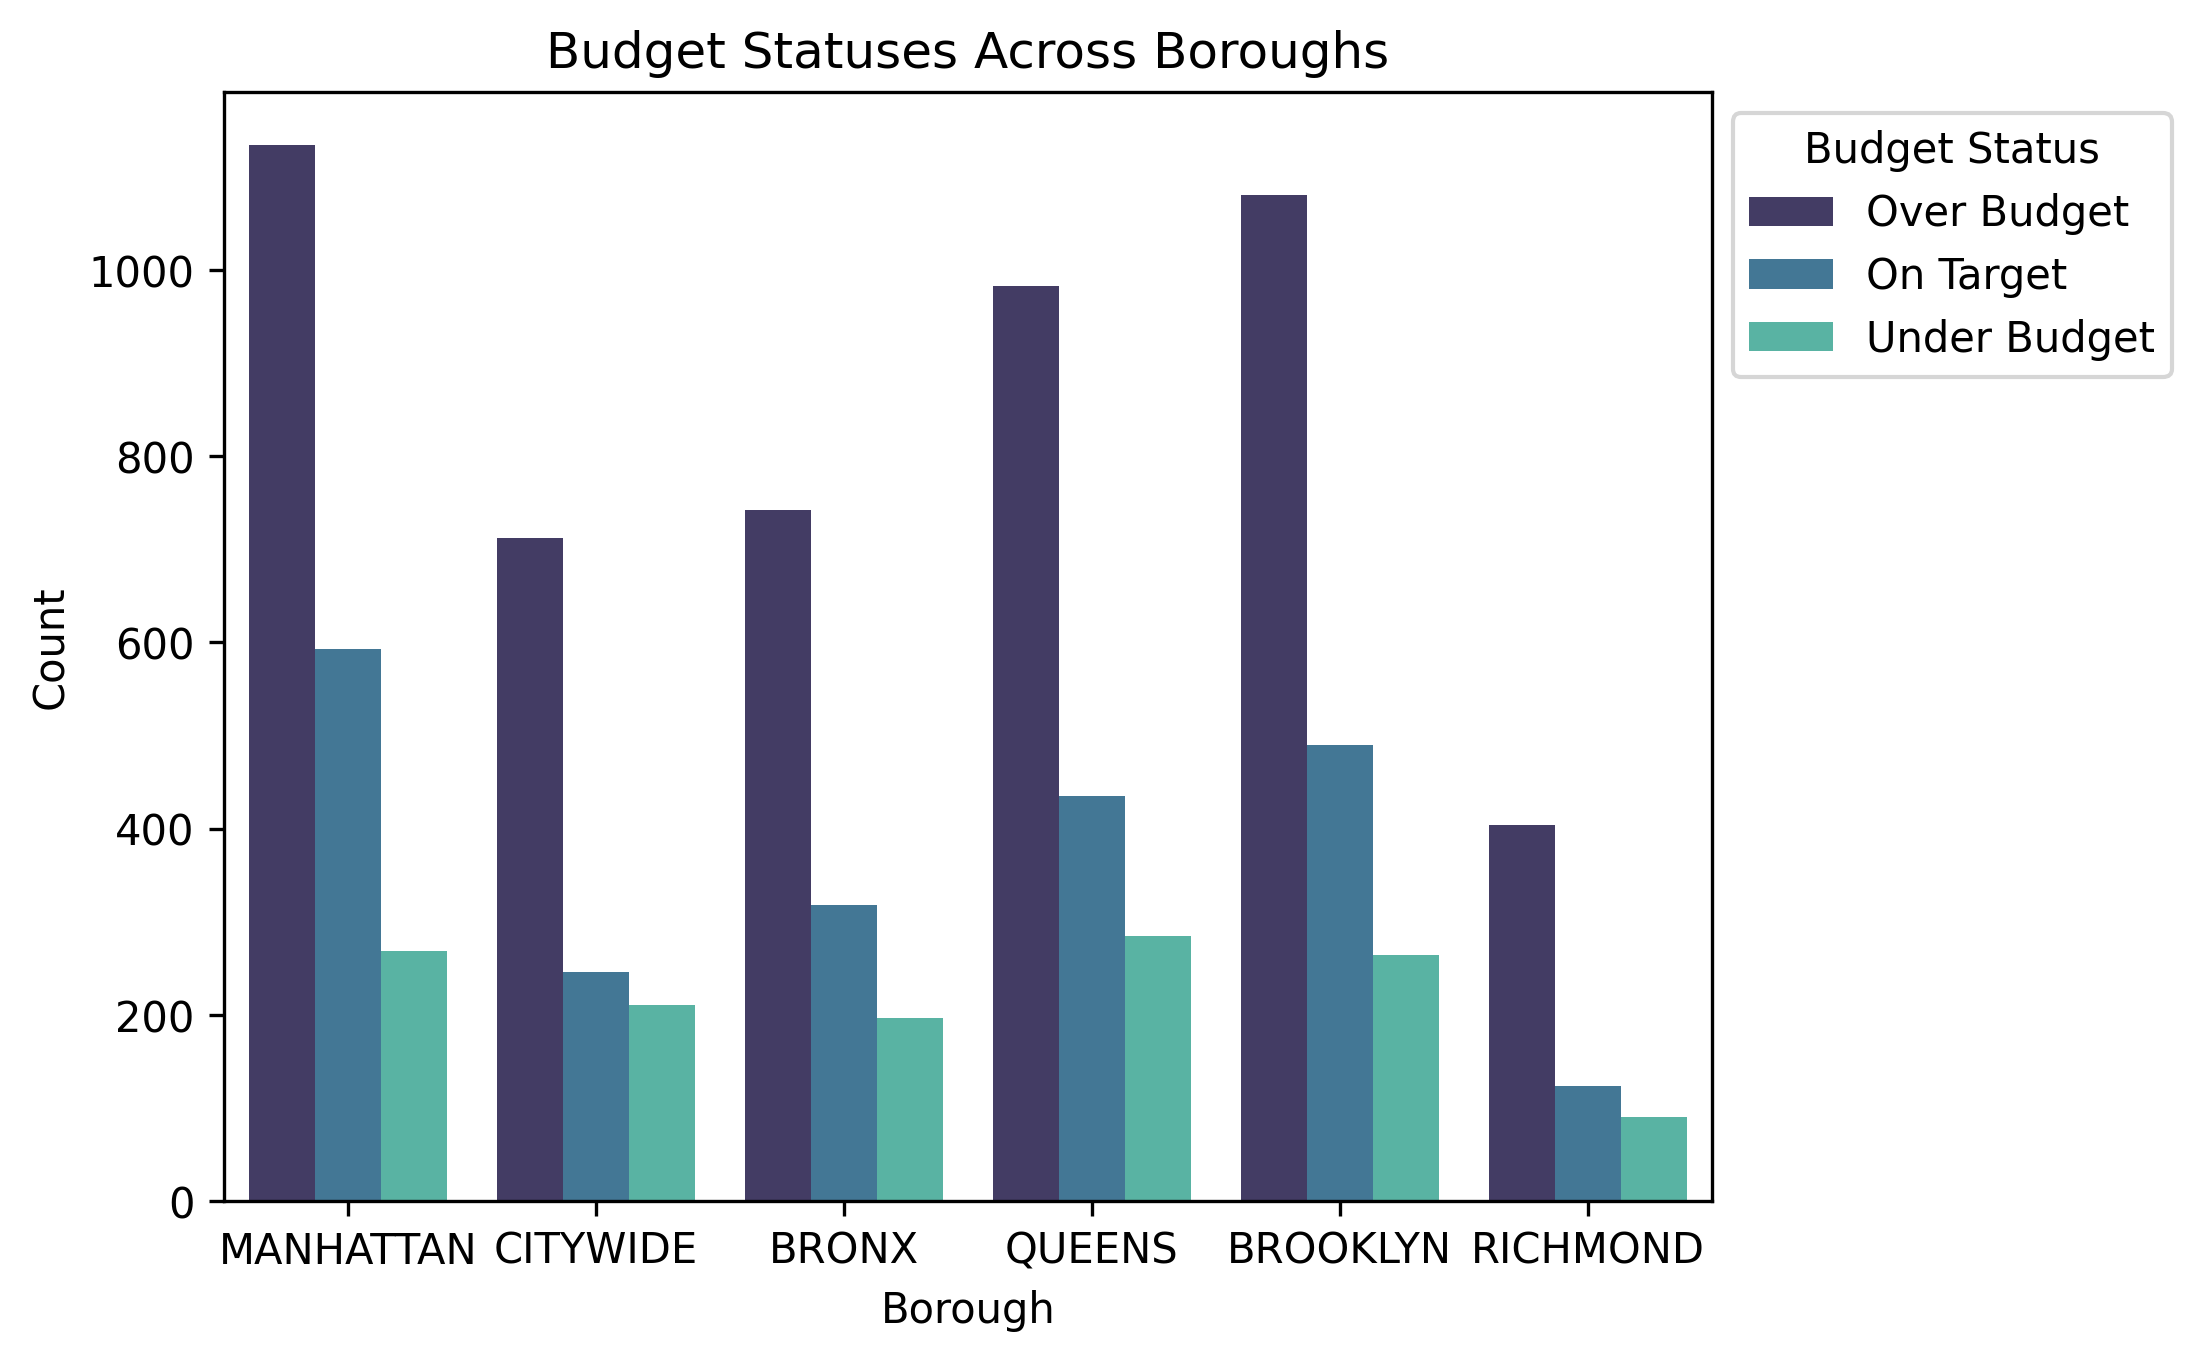 Budget Statuses Across Boroughs
Budget Status
Over Budget
On Target
Under Budget
Count
1000
800
600
400
200
0
MANHATTAN CITYWIDE BRONX QUEENS BROOKLYN RICHMOND
Borough